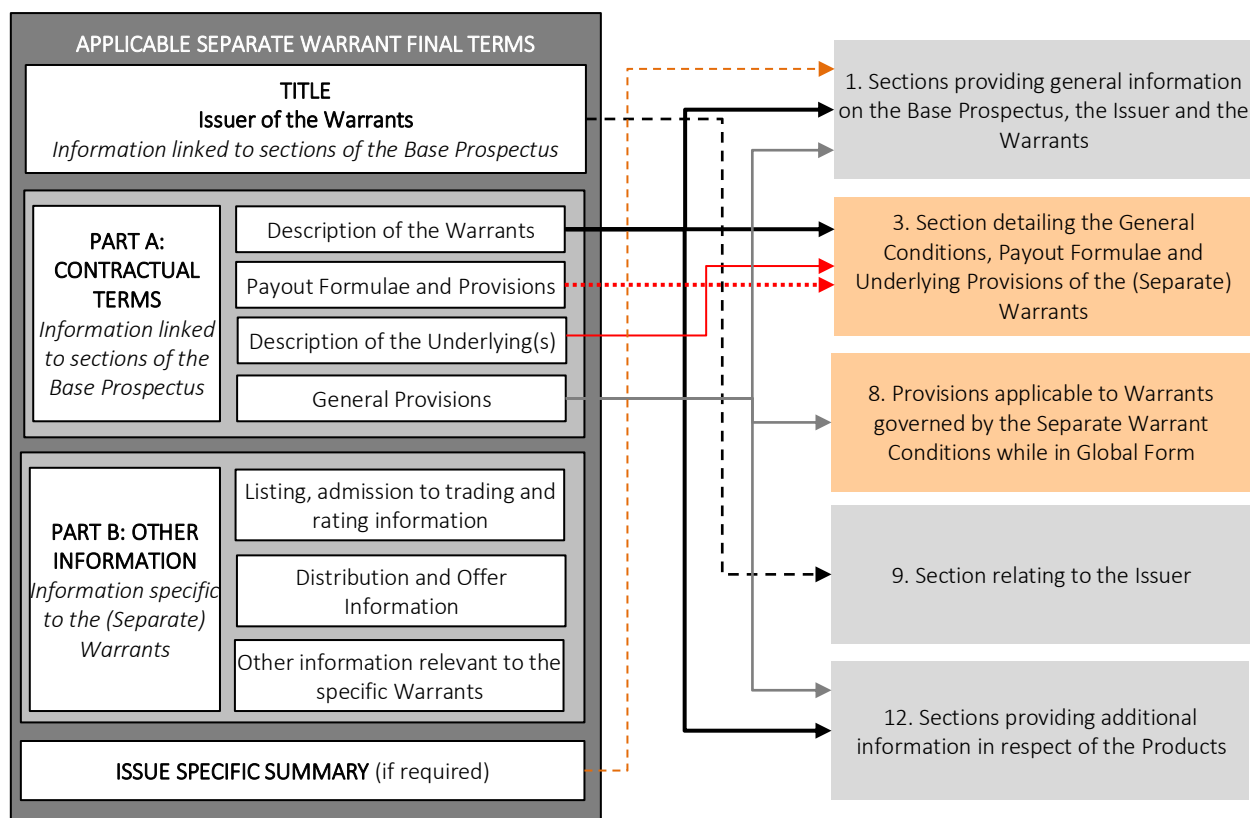 APPLICABLE SEPARATE WARRANT FINAL TERMS
TITLE
Issuer of the Warrants
Information linked to sections of the Base Prospectus
PART A:
CONTRACTUAL
TERMS
Information linked
to sections of the
Base Prospectus
Description of the Warrants
Payout Formulae and Provisions
Description of the Underlying(s)
General Provisions
PART B: OTHER
INFORMATION
Information specific
to the (Separate)
Warrants
Listing, admission to trading and
rating information
Distribution and Offer
Information
Other information relevant to the
specific Warrants
ISSUE SPECIFIC SUMMARY (if required)
1. Sections providing general information
on the Base Prospectus, the Issuer and the
Warrants
3. Section detailing the General
Conditions, Payout Formulae and
Underlying Provisions of the (Separate)
Warrants
8. Provisions applicable to Warrants
governed by the Separate Warrant
Conditions while in Global Form
9. Section relating to the Issuer
12. Sections providing additional
information in respect of the Products